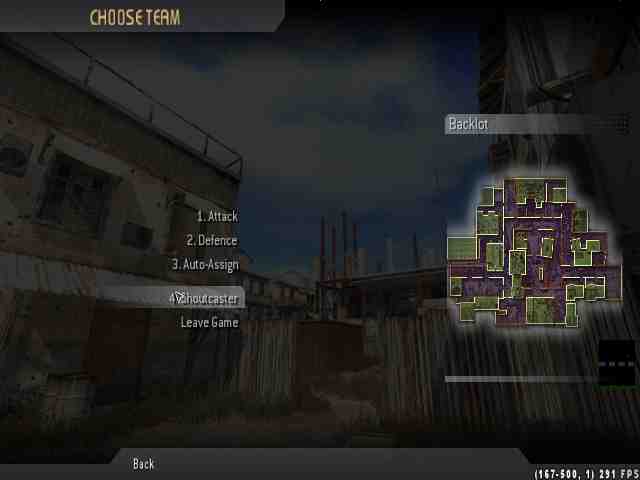 CHOOSE TEAM
Backlot
1. Attack
2. Defence
3. Auto-Assign
4. Shoutcaster
Leave Game
Back
(167-500, 1) 291 FPS